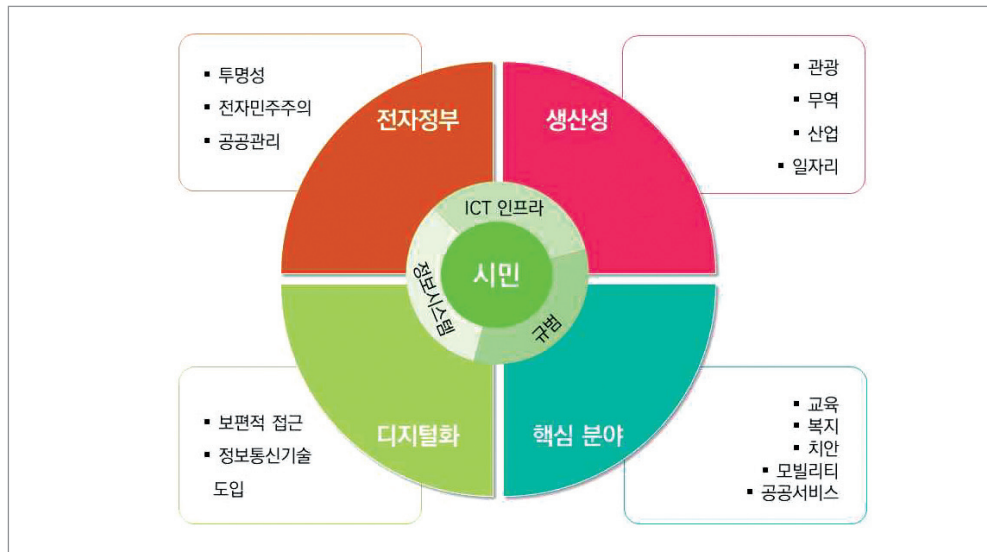 ▪ 투명성
▪ 전자민주주의
▪ 공공관리
전자정부
생산성
▪ 관광
▪ 무역
▪ 산업
▪ 일자리
ICT 인프라
시민
정보시스템
규범
▪ 보편적 접근
▪ 정보통신기술
도입
디지털화
핵심 분야
▪ 교육
▪ 복지
▪ 치안
▪ 모빌리티
▪ 공공서비스